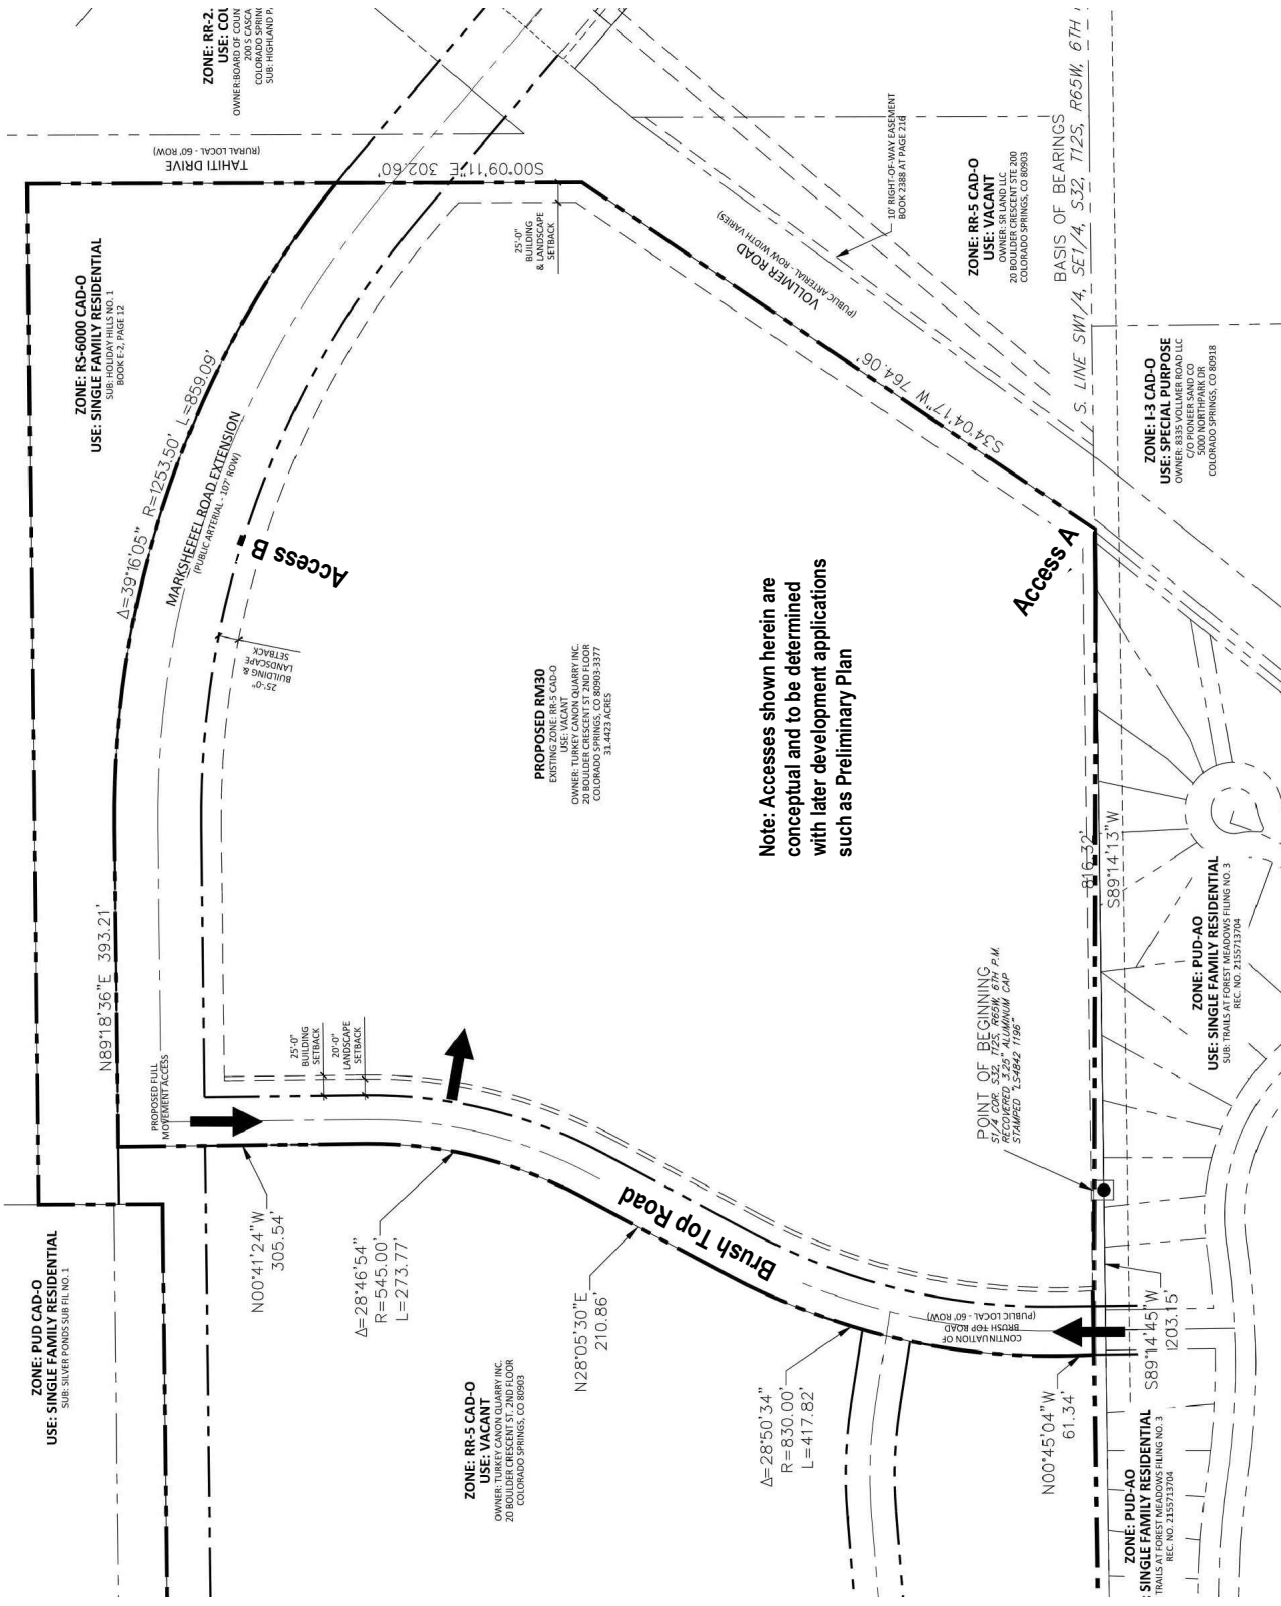 ZONE: RR-2.
USE: COU
OWNER:BOARD OF COUN
200 S CASCA
COLORADO SPRING
SUB: HIGHLAND P
TAHITI DRIVE
(RURAL LOCAL - 60' ROW)
S00°09'11"E 302.60'
ZONE: RS-6000 CAD-O
USE: SINGLE FAMILY RESIDENTIAL
SUB: HOLIDAY HILLS NO. 1
BOOK E-2, PAGE 12
Δ=39°16'05" R=1253.50' L=859.09'
MARKSHEFFEL ROAD EXTENSION
(PUBLIC ARTERIAL - 107' ROW)
25'-0"
BUILDING
& LANDSCAPE
SETBACK
10' RIGHT-OF-WAY EASEMENT
BOOK 2388 AT PAGE 216
VOLLMER ROAD
(PUBLIC ARTERIAL - ROW WIDTH VARIES)
ZONE: RR-5 CAD-O
USE: VACANT
OWNER: SR LAND LLC
20 BOULDER CRESCENT STE 200
COLORADO SPRINGS, CO 80903
BASIS OF BEARINGS
S. LINE SW1/4, SE1/4, S32, T12S, R65W, 6TH
S34°04'17"W 764.06'
ZONE: I-3 CAD-O
USE: SPECIAL PURPOSE
OWNER: 8335 VOLLMER ROAD LLC
C/O PIONEER SAND CO
5000 NORTHPARK DR
COLORADO SPRINGS, CO 80918
Access B
Access A
25'-0"
BUILDING &
LANDSCAPE
SETBACK
PROPOSED RM30
EXISTING ZONE: RR-5 CAD-O
USE: VACANT
OWNER: TURKEY CANON QUARRY INC.
20 BOULDER CRESCENT ST 2ND FLOOR
COLORADO SPRINGS, CO 80903-3377
31.4423 ACRES
Note: Accesses shown herein are
conceptual and to be determined
with later development applications
such as Preliminary Plan
816.32'
S89°14'13"W
N89°18'36"E 393.21'
PROPOSED FULL
MOVEMENT ACCESS
25'-0"
BUILDING
SETBACK
20'-0"
LANDSCAPE
SETBACK
POINT OF BEGINNING
S1/4 COR. S32, T12S, R65W, 6TH P.M.
RECOVERED 3.25" ALUMINUM CAP
STAMPED "LS4842 1196"
ZONE: PUD-AO
USE: SINGLE FAMILY RESIDENTIAL
SUB: TRAILS AT FOREST MEADOWS FILING NO. 3
REC. NO. 2155713704
ZONE: PUD CAD-O
USE: SINGLE FAMILY RESIDENTIAL
SUB: SILVER PONDS SUB FIL NO. 1
N00°41'24"W
305.54'
Δ=28°46'54"
R=545.00'
L=273.77'
Brush Top Road
N28°05'30"E
210.86'
CONTINUATION OF
BRUSH TOP ROAD
(PUBLIC LOCAL - 60' ROW)
ZONE: RR-5 CAD-O
USE: VACANT
OWNER: TURKEY CANON QUARRY INC.
20 BOULDER CRESCENT ST. 2ND FLOOR
COLORADO SPRINGS, CO 80903
Δ=28°50'34"
R=830.00'
L=417.82'
N00°45'04"W
61.34'
S89°14'45"W
203.15'
ZONE: PUD-AO
: SINGLE FAMILY RESIDENTIAL
TRAILS AT FOREST MEADOWS FILING NO. 3
REC. NO. 2155713704